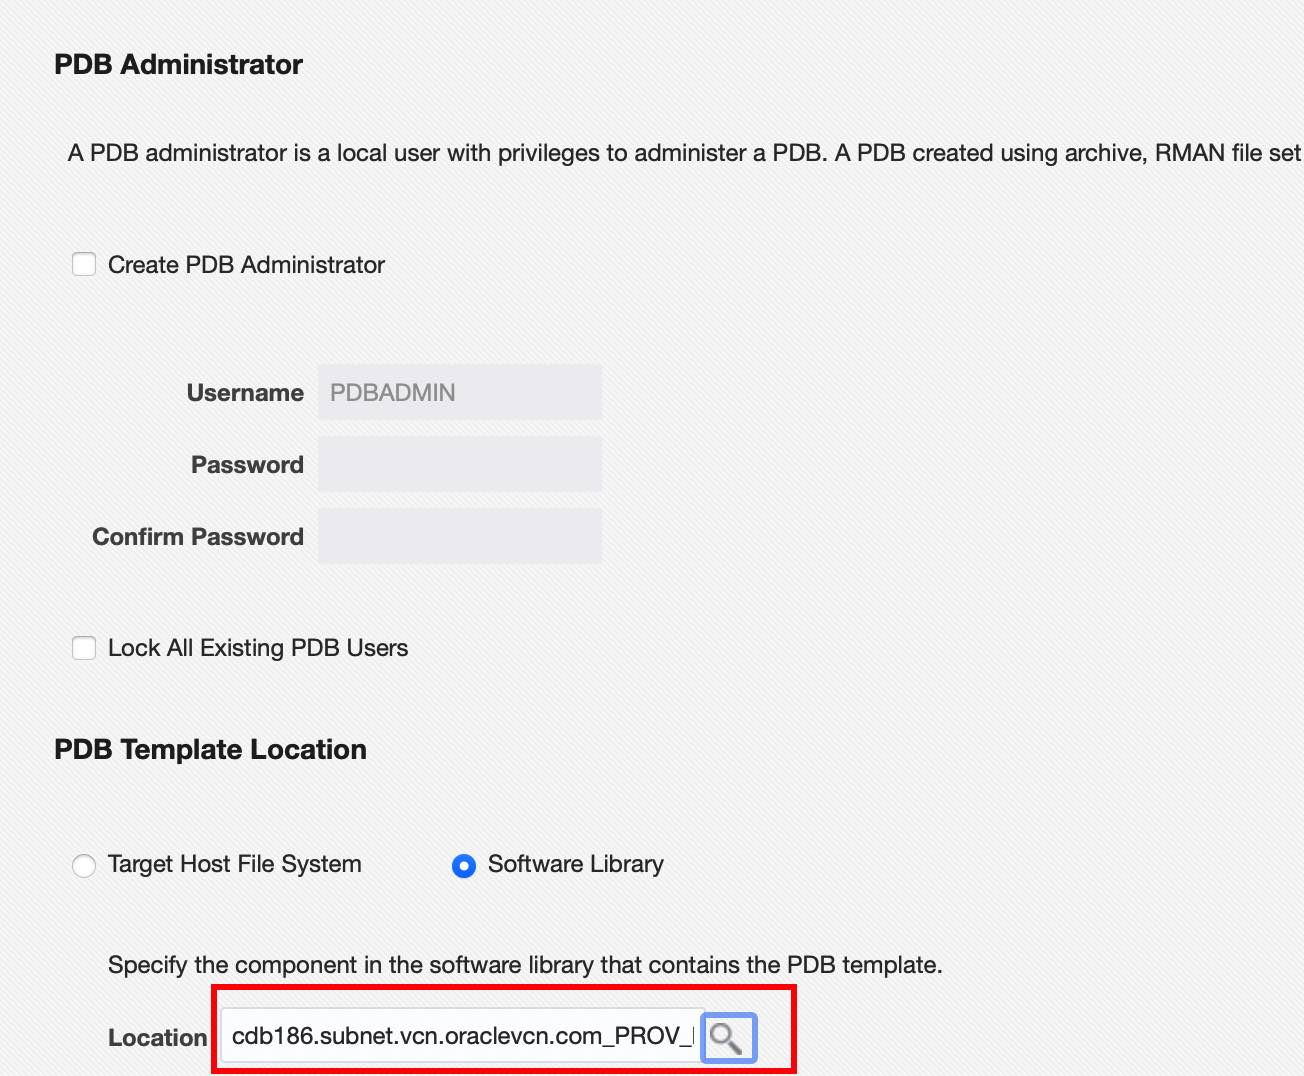 PDB Administrator
A PDB administrator is a local user with privileges to administer a PDB. A PDB created using archive, RMAN file set
Create PDB Administrator
Username PDBADMIN
Password
Confirm Password
Lock All Existing PDB Users
PDB Template Location
Target Host File System Software Library
Specify the component in the software library that contains the PDB template.
Location cdb186.subnet.vcn.oraclevcn.com_PROV_